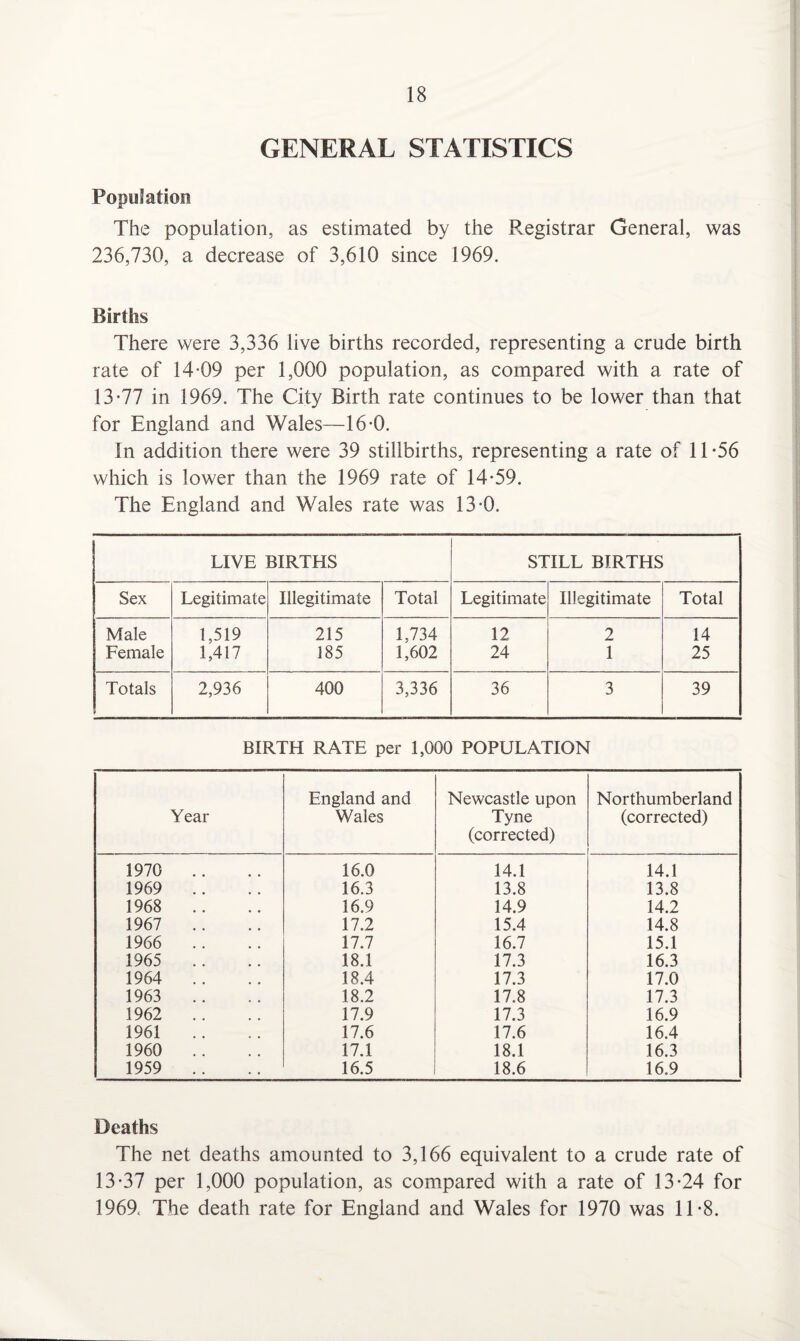 18
GENERAL STATISTICS
Population
The population, as estimated by the Registrar General, was
236,730, a decrease of 3,610 since 1969.
Births
There were 3,336 live births recorded, representing a crude birth
rate of 14·09 per 1,000 population, as compared with a rate of
13·77 in 1969. The City Birth rate continues to be lower than that
for England and Wales—16·0.
In addition there were 39 stillbirths, representing a rate of 11·56
which is lower than the 1969 rate of 14·59.
The England and Wales rate was 13·0.
LIVE BIRTHS STILL BIRTHS
Sex Legitimate Illegitimate Total Legitimate Illegitimate Total
Male 1,519 215 1,734 12 2 14
Female 1,417 185 1,602 24 1 25
Totals 2,936 400 3,336 36 3 39
BIRTH RATE per 1,000 POPULATION
Year England and Wales Newcastle upon Tyne (corrected) Northumberland (corrected)
1970 .. .. 16.0 14.1 14.1
1969 .. .. 16.3 13.8 13.8
1968 .. .. 16.9 14.9 14.2
1967 .. .. 17.2 15.4 14.8
1966 .. .. 17.7 16.7 15.1
1965 .. .. 18.1 17.3 16.3
1964 .. .. 18.4 17.3 17.0
1963 .. .. 18.2 17.8 17.3
1962 .. .. 17.9 17.3 16.9
1961 .. .. 17.6 17.6 16.4
1960 .. .. 17.1 18.1 16.3
1959 .. .. 16.5 18.6 16.9
Deaths
The net deaths amounted to 3,166 equivalent to a crude rate of
13·37 per 1,000 population, as compared with a rate of 13·24 for
1969. The death rate for England and Wales for 1970 was 11·8.